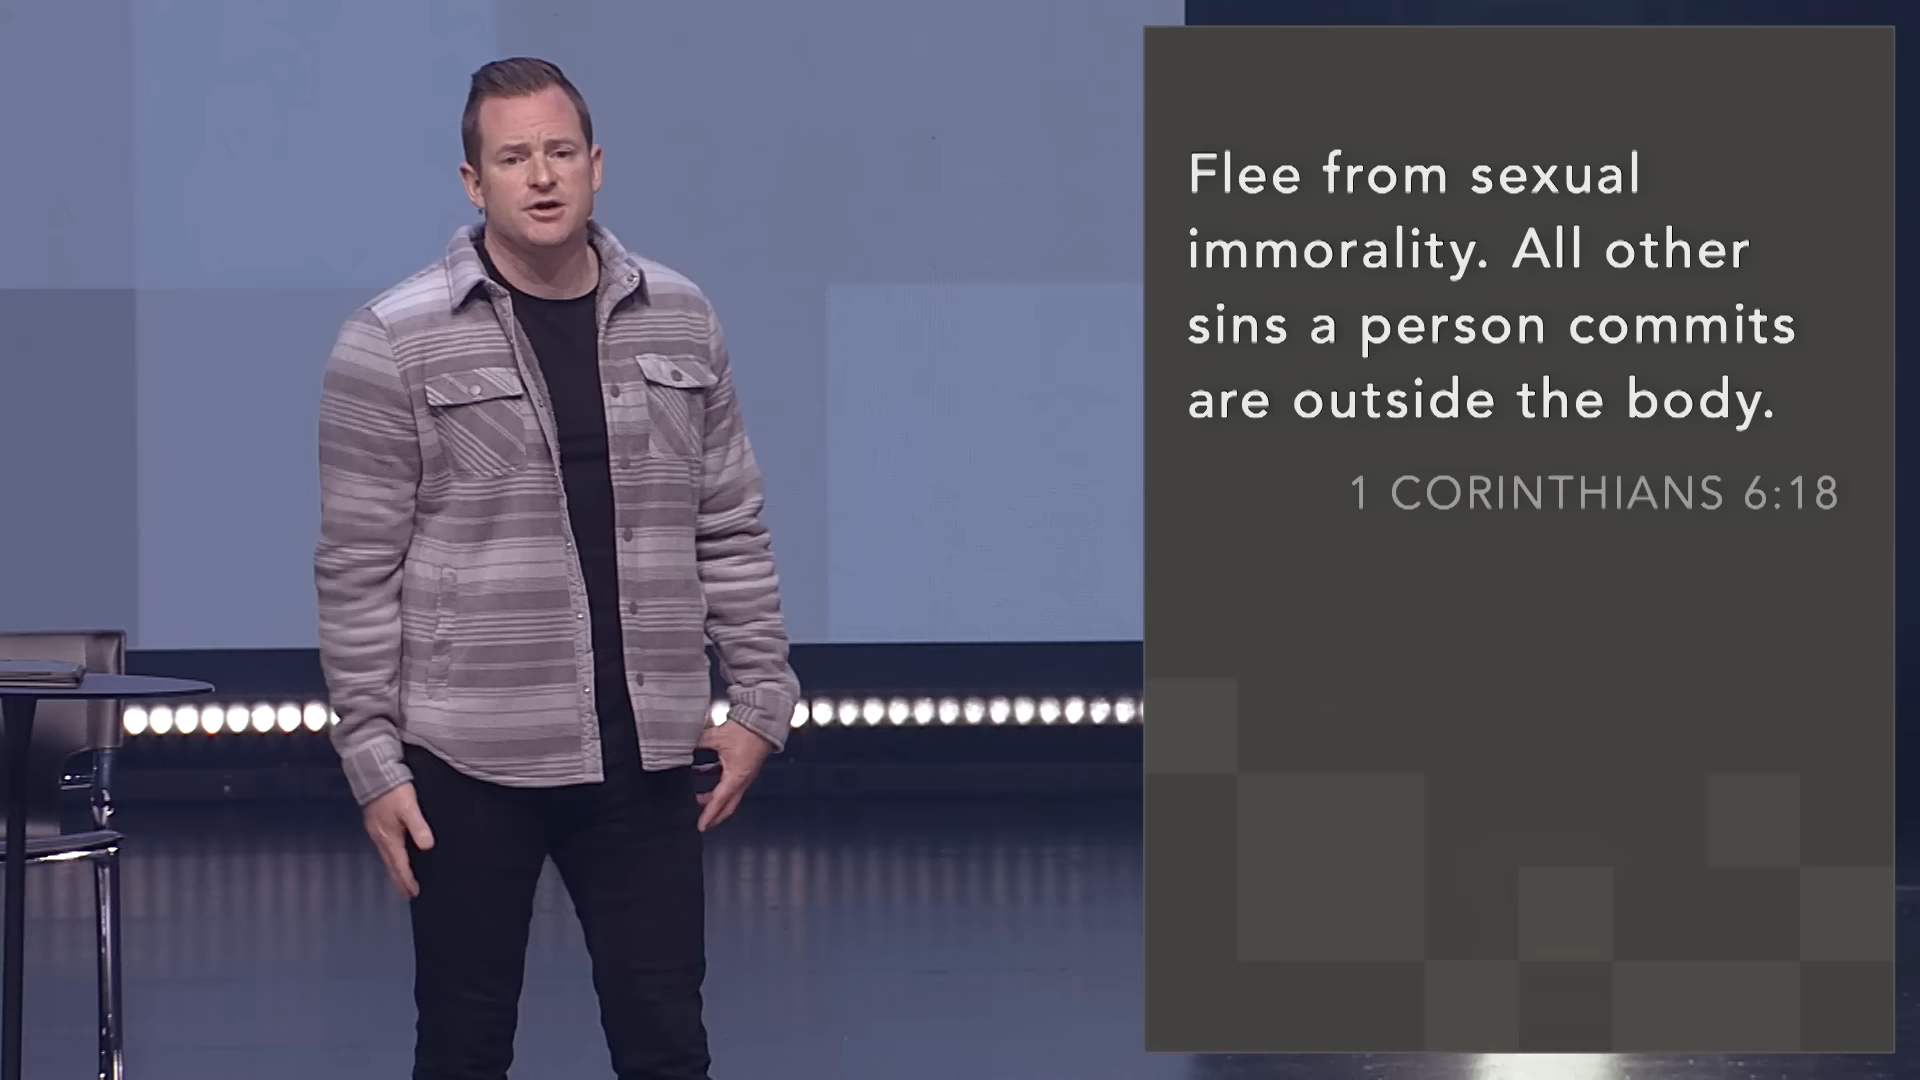 Flee from sexual
immorality. All other
sins a person commits
are outside the body.
1 CORINTHIANS 6:18